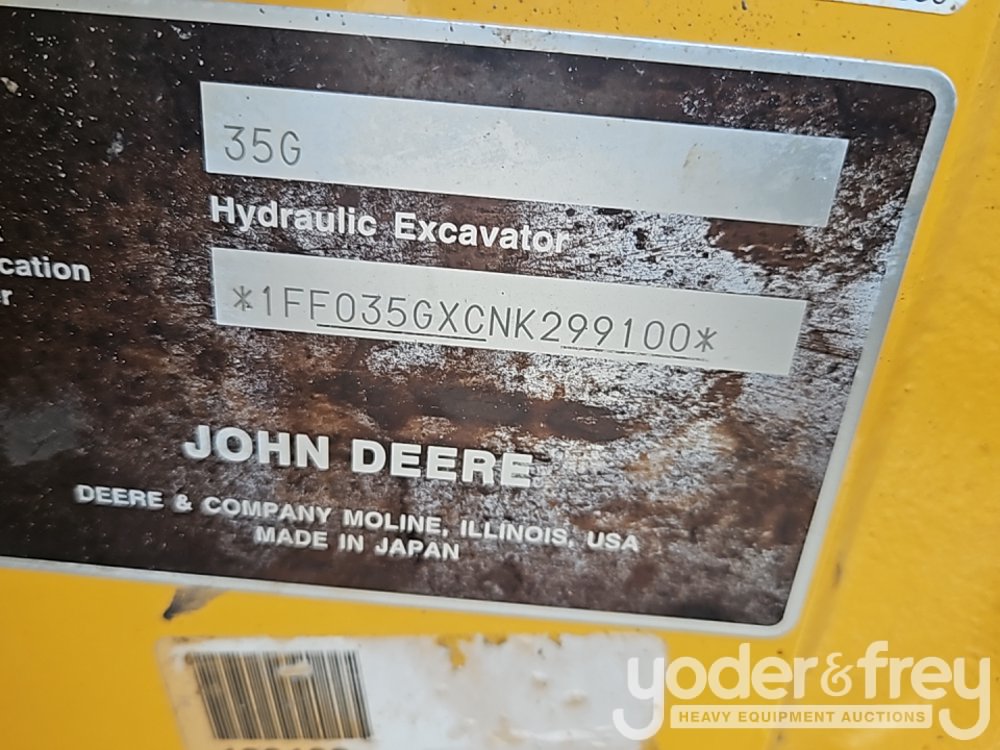 35G
Hydraulic Excavator
cation
r
*1FF035GXCNK299100*
JOHN DEERE
DEERE & COMPANY MOLINE, ILLINOIS, USA
MADE IN JAPAN
yoder&frey
HEAVY EQUIPMENT AUCTIONS